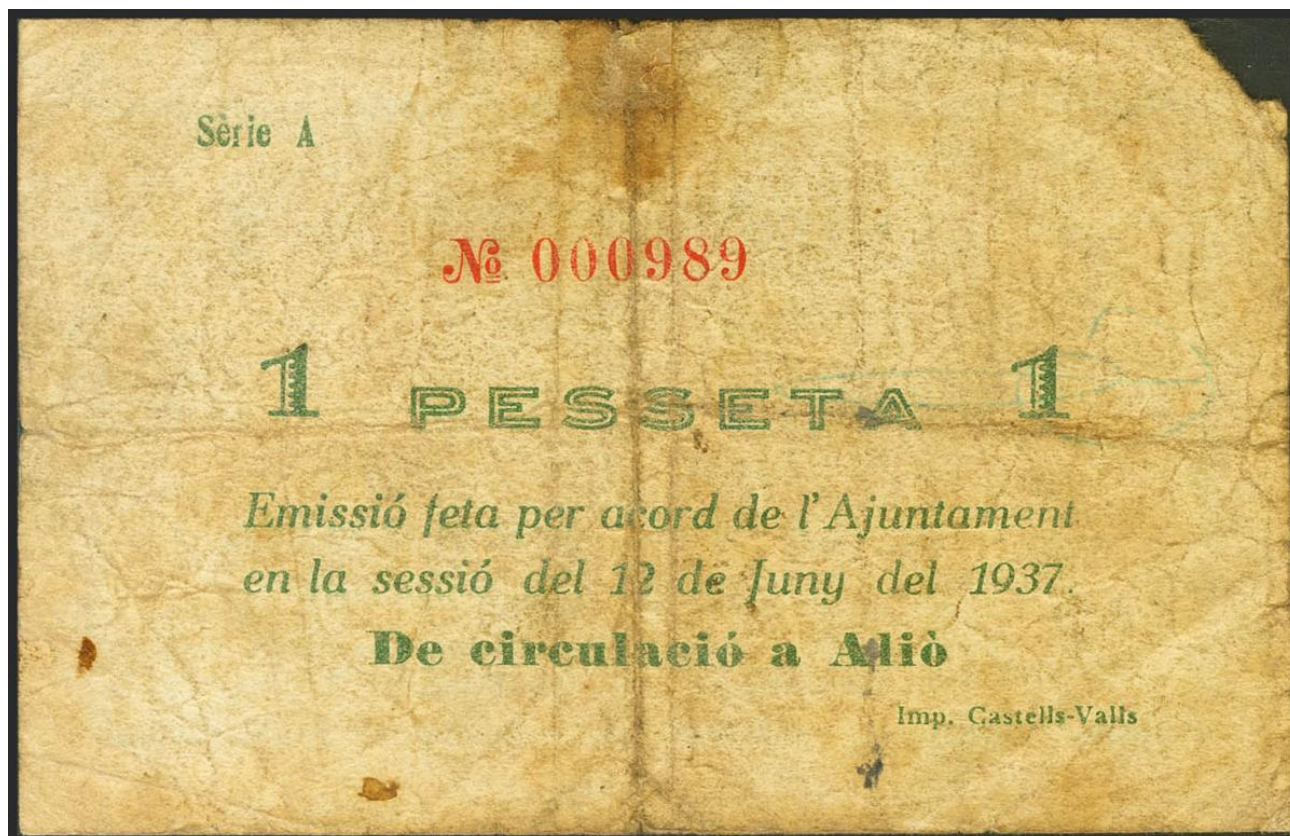 Sèrie A
Nº 000989
1 PESSETA 1
Emissió feta per acord de l'Ajuntament
en la sessió del 12 de Juny del 1937.
De circulació a Aliò
Imp. Castells-Valls